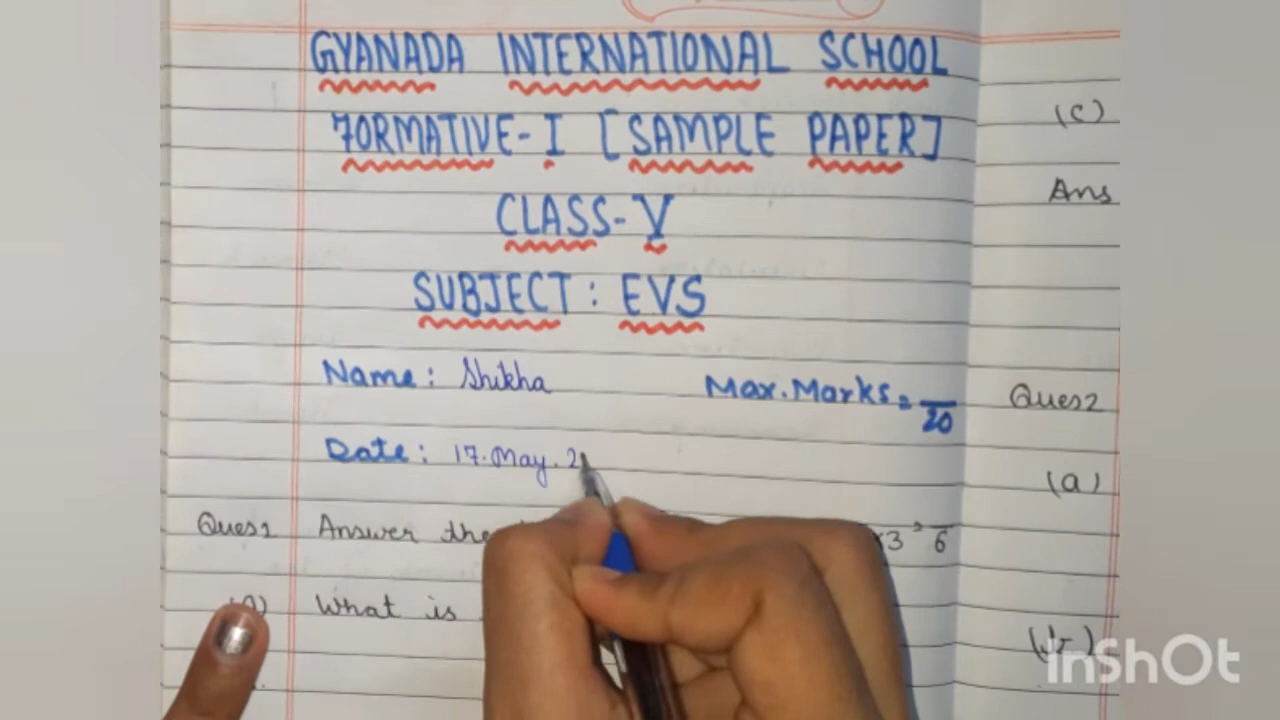 GYANADA INTERNATIONAL SCHOOL
FORMATIVE-I [SAMPLE PAPER]
CLASS-V
SUBJECT: EVS
Name: Shikha
Max.Marks= /20
Date: 17.May.2
Ques1 Answer the
What is
(C)
Ans
Ques2
(a)
InShOt